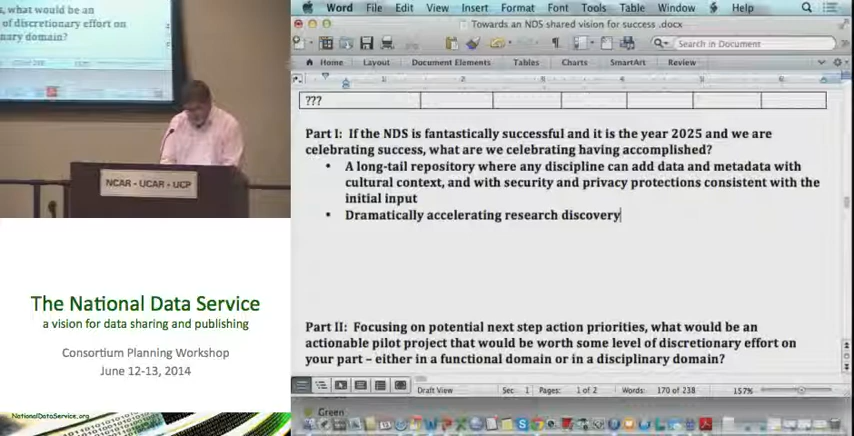 s, what would be an
of discretionary effort on
nary domain?
NCAR - UCAR - UCP
The National Data Service
a vision for data sharing and publishing
Consortium Planning Workshop
June 12-13, 2014
NationalDataService.org
Word File Edit View Insert Format Font Tools Table Window Help
Towards an NDS shared vision for success .docx
Search in Document
Home Layout Document Elements Tables Charts SmartArt Review
???
Part I: If the NDS is fantastically successful and it is the year 2025 and we are
celebrating success, what are we celebrating having accomplished?
• A long-tail repository where any discipline can add data and metadata with
cultural context, and with security and privacy protections consistent with the
initial input
• Dramatically accelerating research discovery
Part II: Focusing on potential next step action priorities, what would be an
actionable pilot project that would be worth some level of discretionary effort on
your part – either in a functional domain or in a disciplinary domain?
Draft View Sec 1 Pages: 1 of 2 Words: 170 of 238 157%
Green